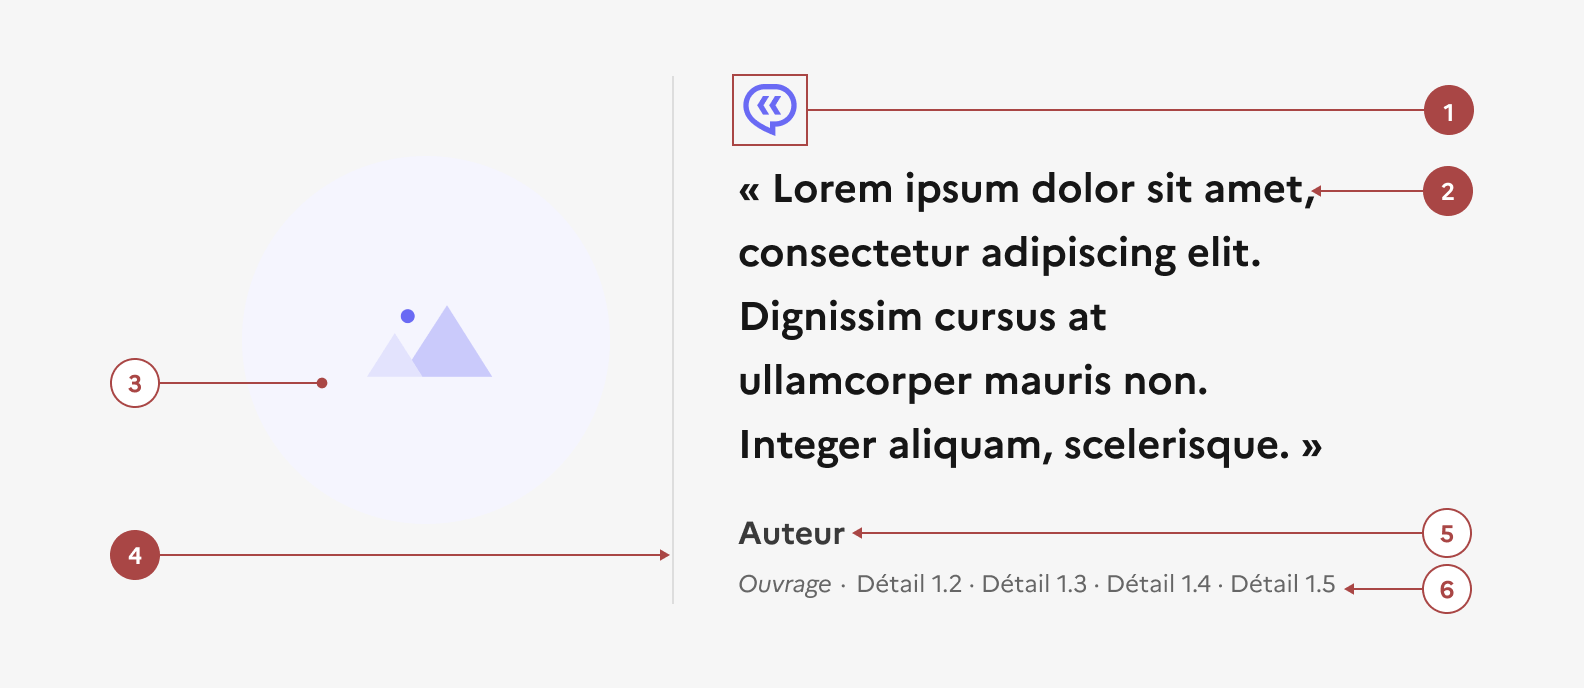 1
« Lorem ipsum dolor sit amet,
2
consectetur adipiscing elit.
Dignissim cursus at
ullamcorper mauris non.
3
Integer aliquam, scelerisque. »
Auteur
5
4
Ouvrage · Détail 1.2 · Détail 1.3 · Détail 1.4 · Détail 1.5
6